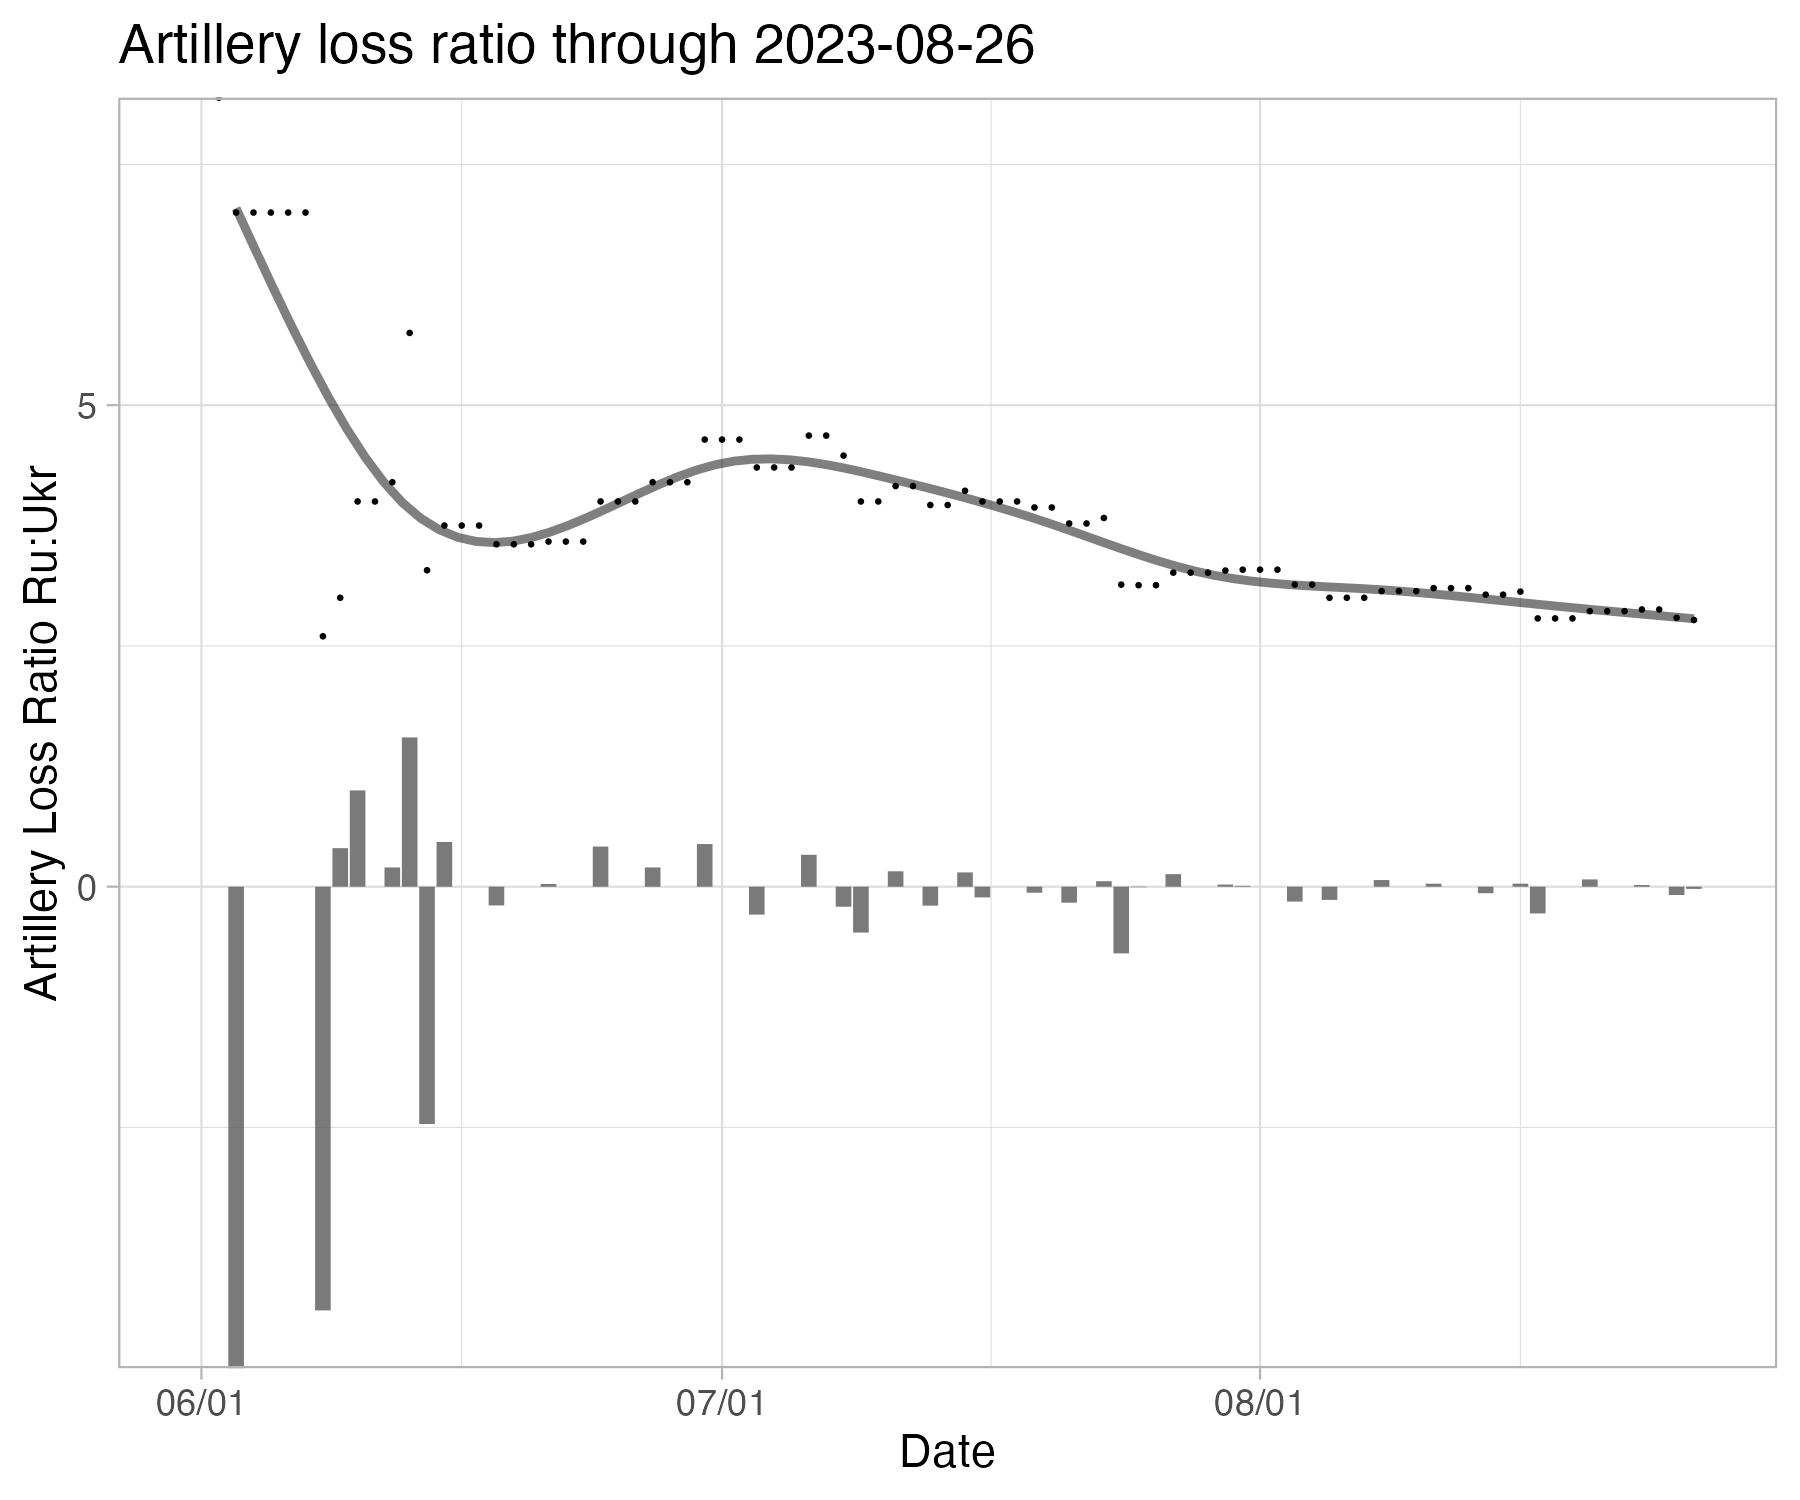 Artillery loss ratio through 2023-08-26
Artillery Loss Ratio Ru:Ukr
5
0
06/01
07/01
08/01
Date